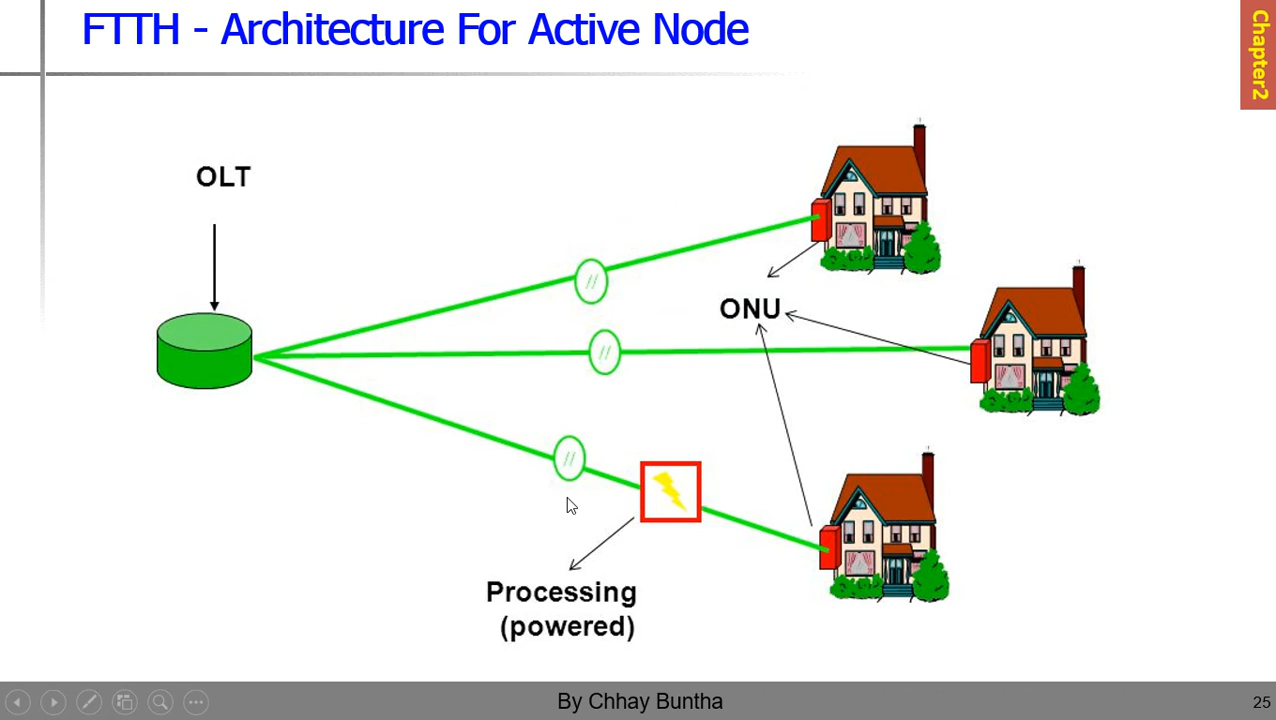 FTTH - Architecture For Active Node
Chapter2
OLT
ONU
Processing
(powered)
By Chhay Buntha
25